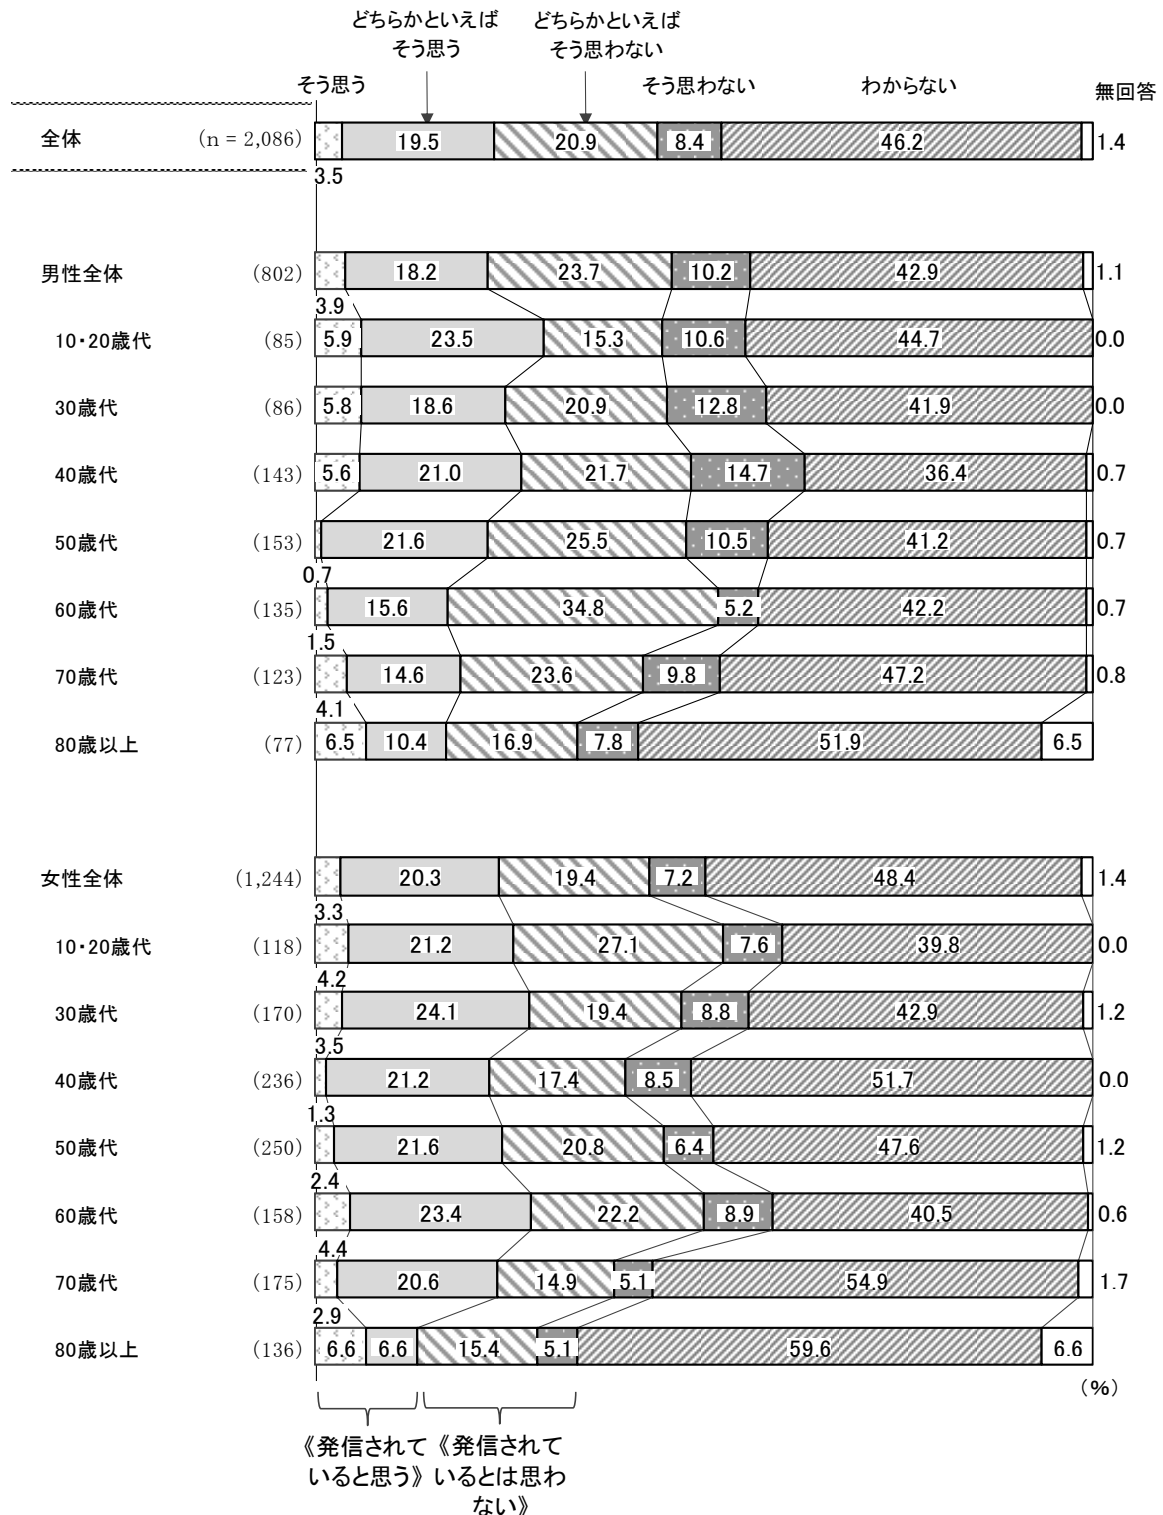 どちらかといえば
そう思う
どちらかといえば
そう思わない
そう思う
そう思わない
わからない
無回答
全体 (n = 2,086) 19.5 20.9 8.4 46.2 1.4
3.5
男性全体 (802) 18.2 23.7 10.2 42.9 1.1
3.9
10・20歳代 (85) 5.9 23.5 15.3 10.6 44.7 0.0
30歳代 (86) 5.8 18.6 20.9 12.8 41.9 0.0
40歳代 (143) 5.6 21.0 21.7 14.7 36.4 0.7
50歳代 (153) 21.6 25.5 10.5 41.2 0.7
0.7
60歳代 (135) 15.6 34.8 5.2 42.2 0.7
1.5
70歳代 (123) 14.6 23.6 9.8 47.2 0.8
4.1
80歳以上 (77) 6.5 10.4 16.9 7.8 51.9 6.5
女性全体 (1,244) 20.3 19.4 7.2 48.4 1.4
3.3
10・20歳代 (118) 21.2 27.1 7.6 39.8 0.0
4.2
30歳代 (170) 24.1 19.4 8.8 42.9 1.2
3.5
40歳代 (236) 21.2 17.4 8.5 51.7 0.0
1.3
50歳代 (250) 21.6 20.8 6.4 47.6 1.2
2.4
60歳代 (158) 23.4 22.2 8.9 40.5 0.6
4.4
70歳代 (175) 20.6 14.9 5.1 54.9 1.7
2.9
80歳以上 (136) 6.6 6.6 15.4 5.1 59.6 6.6
(%)
《発信されて
いると思う》
《発信されて
いるとは思わ
ない》